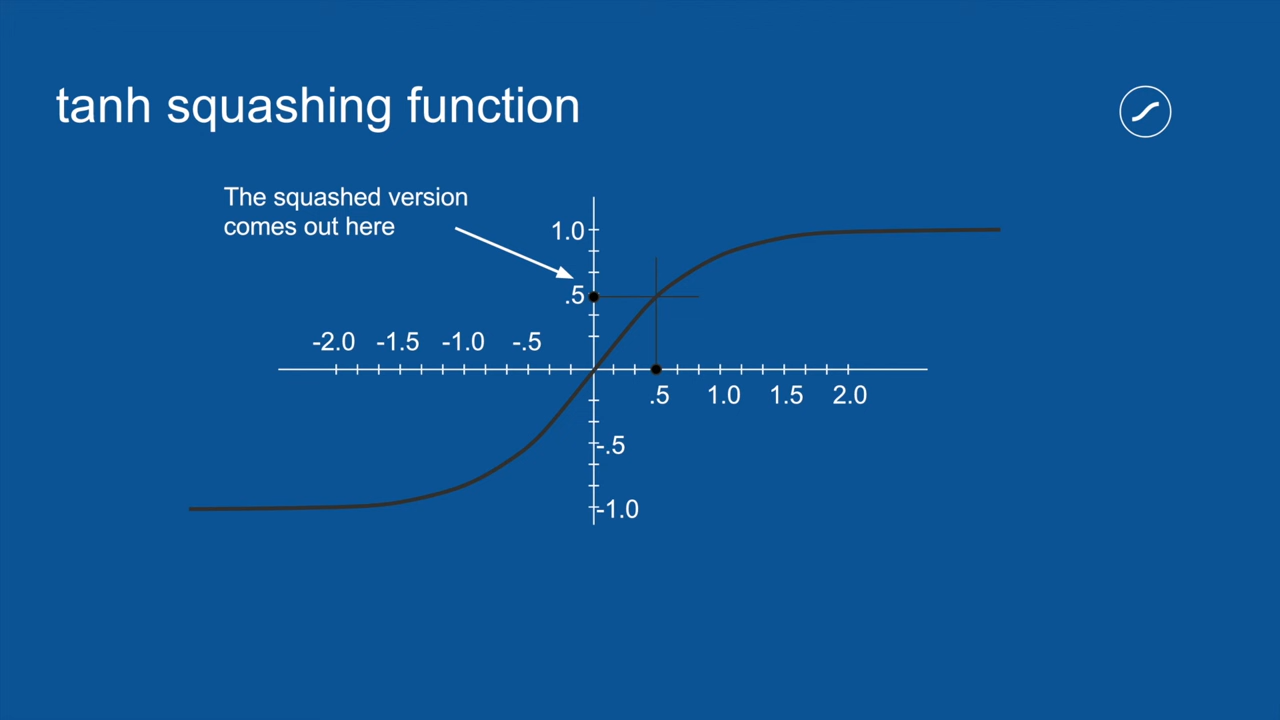 tanh squashing function
The squashed version
comes out here
1.0
.5
-2.0 -1.5 -1.0 -.5
.5 1.0 1.5 2.0
-.5
-1.0